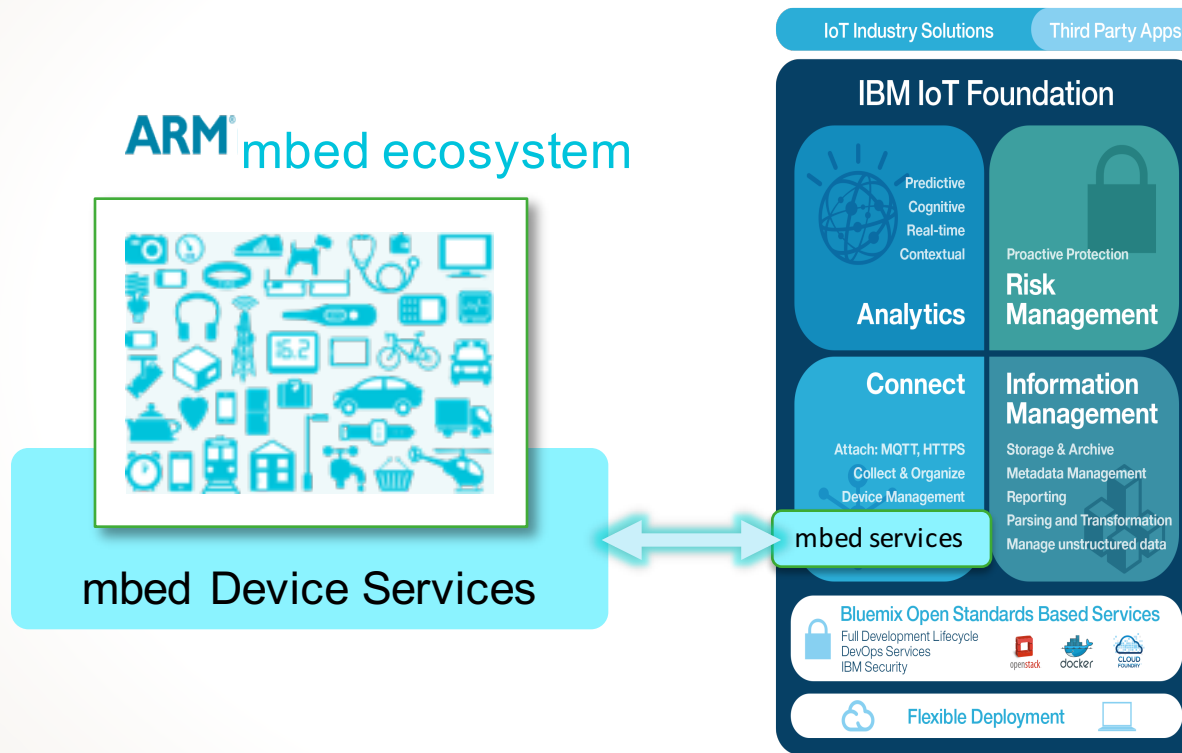 ARM® mbed ecosystem
16.2
mbed Device Services
IoT Industry Solutions
Third Party Apps
IBM IoT Foundation
Predictive
Cognitive
Real-time
Contextual
Analytics
Proactive Protection
Risk
Management
Connect
Attach: MQTT, HTTPS
Collect & Organize
Device Management
mbed services
Information
Management
Storage & Archive
Metadata Management
Reporting
Parsing and Transformation
Manage unstructured data
Bluemix Open Standards Based Services
Full Development Lifecycle
DevOps Services
IBM Security
openstack
docker
CLOUD
FOUNDRY
Flexible Deployment